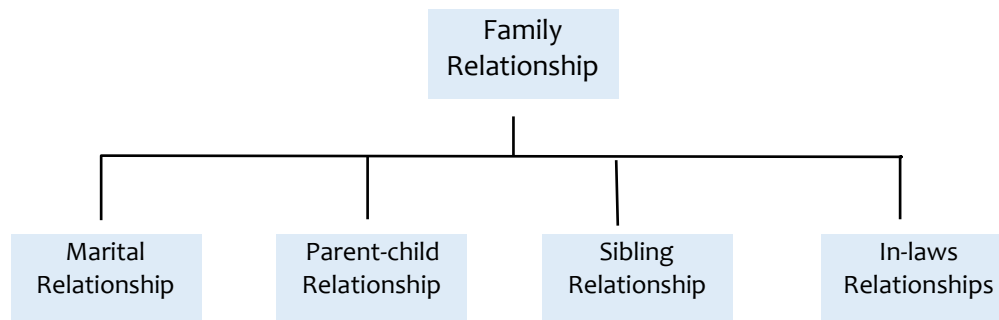 Family
Relationship
Marital
Relationship
Parent-child
Relationship
Sibling
Relationship
In-laws
Relationships